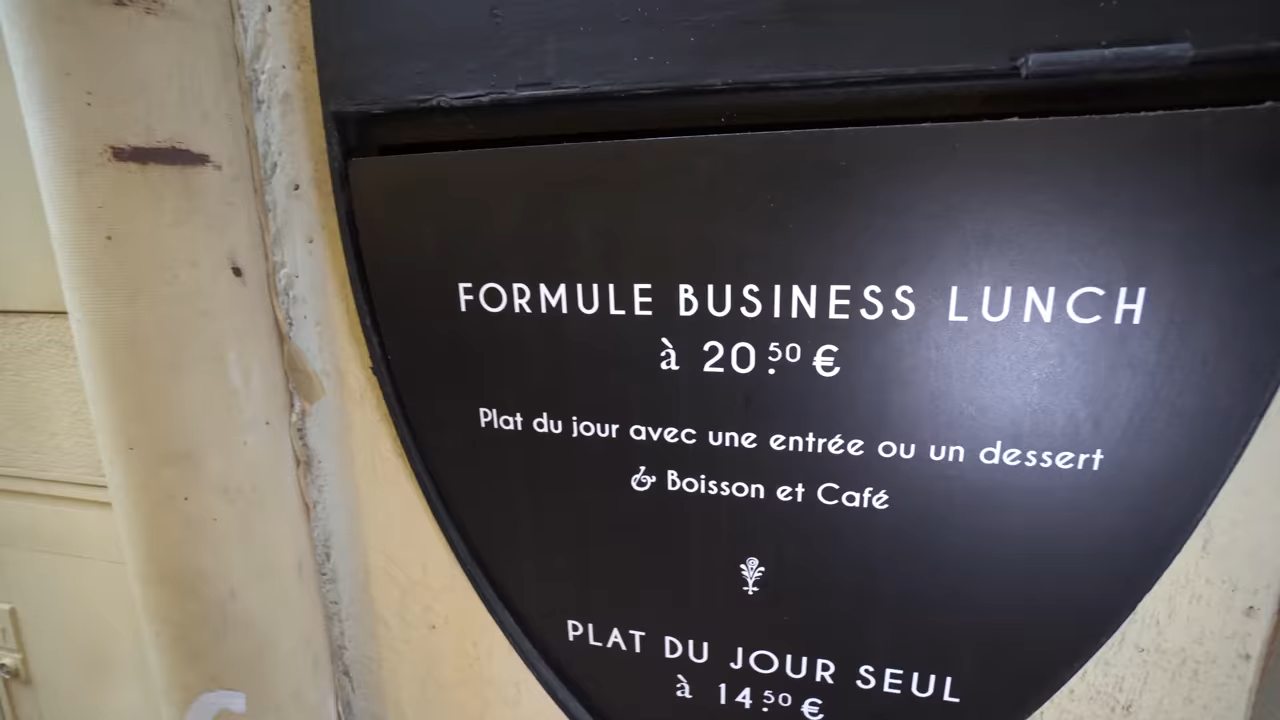 FORMULE BUSINESS LUNCH
à 20.50 €
Plat du jour avec une entrée ou un dessert
& Boisson et Café
PLAT DU JOUR SEUL
à 14.50 €